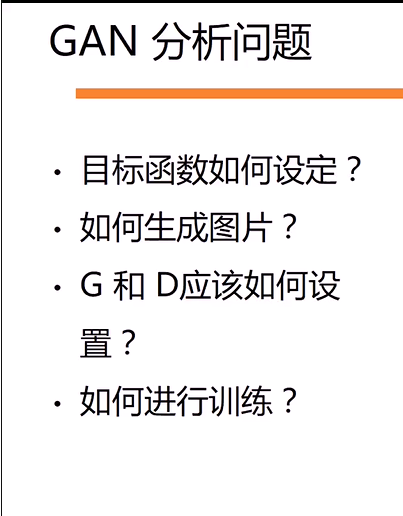 GAN 分析问题
• 目标函数如何设定？
• 如何生成图片？
• G 和 D应该如何设
置？
• 如何进行训练？